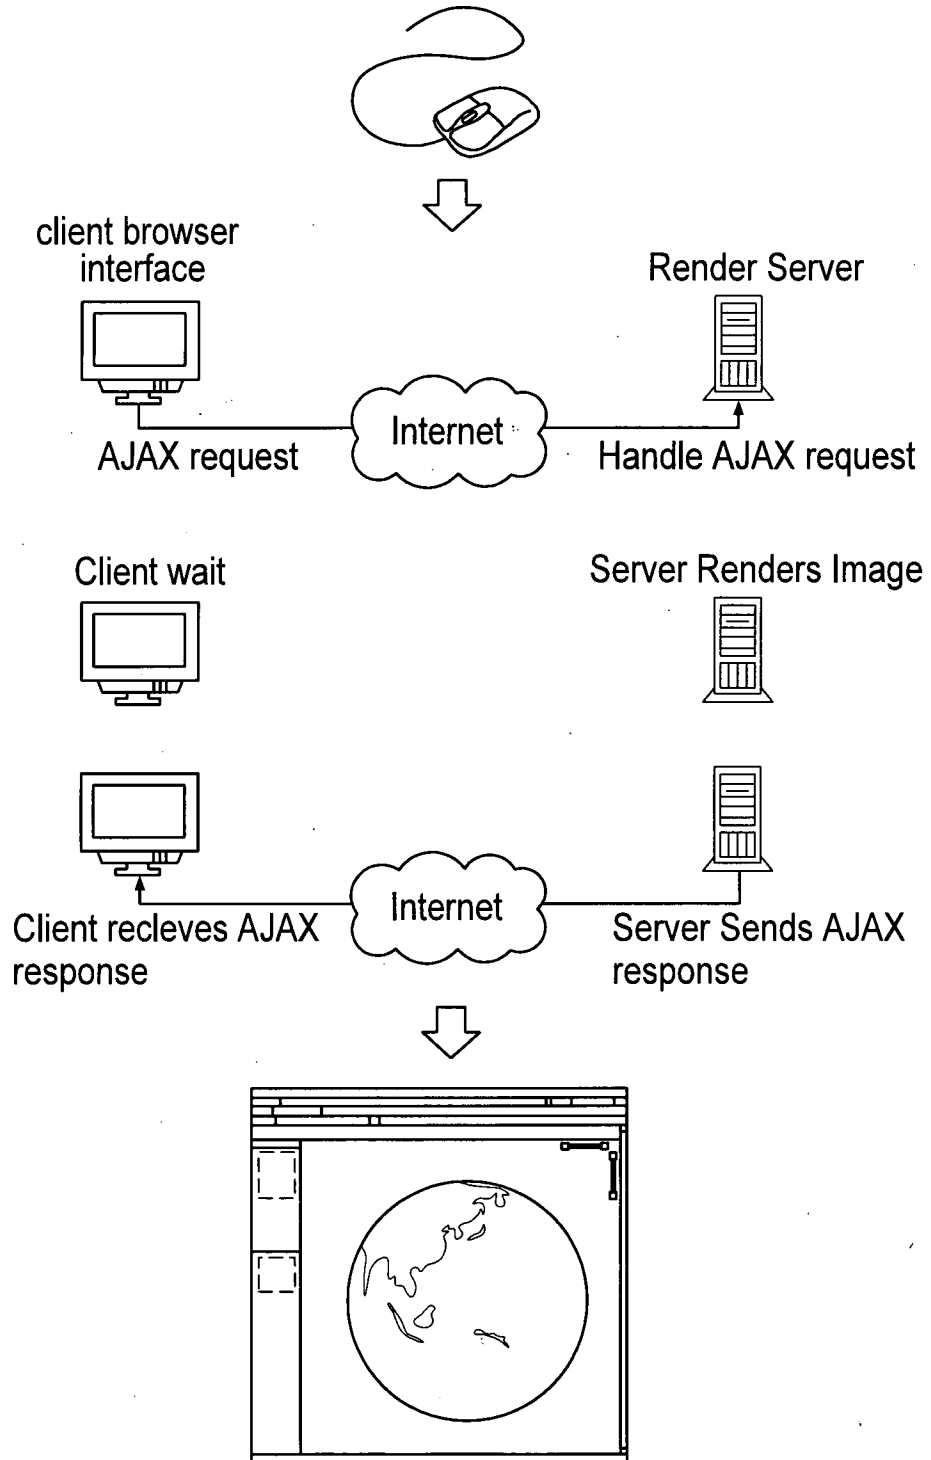 client browser
interface
Render Server
Internet
AJAX request
Handle AJAX request
Client wait
Server Renders Image
Internet
Client recleves AJAX
response
Server Sends AJAX
response